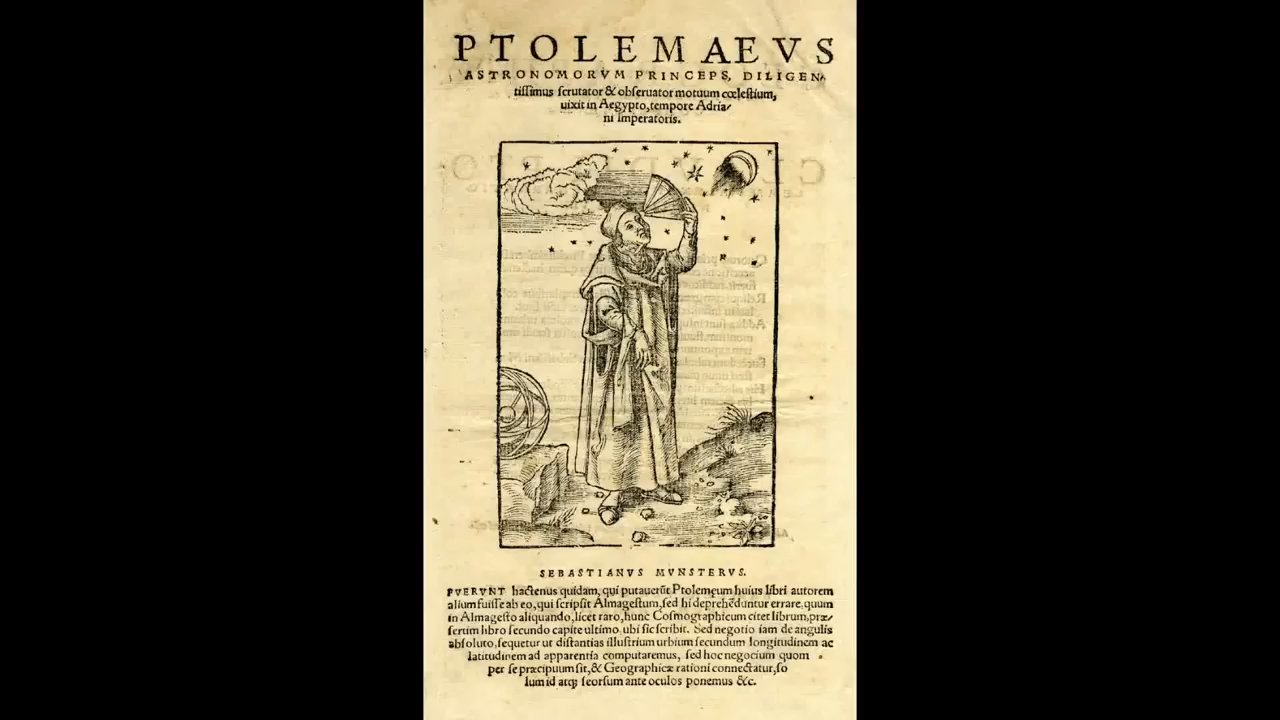 PTOLEMAEVS
ASTRONOMORVM PRINCEPS, DILIGEN⸗
tiſſimus ſcrutator & obſeruator motuum cœleſtium,
uixit in Aegypto, tempore Adria⸗
ni Imperatoris.
SEBASTIANVS MVNSTERVS.
FVERVNT hactenus quidam, qui putauerũt Ptolemęum huius libri autorem
alium fuiſſe ab eo, qui ſcripſit Almageſtum, ſed hi deprehẽduntur errare, quum
in Almageſto aliquando, licet raro, hunc Coſmographicum citet librum, præ⸗
ſertim libro ſecundo capite ultimo, ubi ſic ſcribit. Sed negotio iam de angulis
abſoluto, ſequetur ut diſtantias illuſtrium urbium ſecundum longitudinem ac
latitudinem ad apparentia computaremus, ſed hoc negocium quom
per ſe præcipuum ſit, & Geographicæ rationi connectatur, ſo
lum id atq; ſeorſum ante oculos ponemus &c.